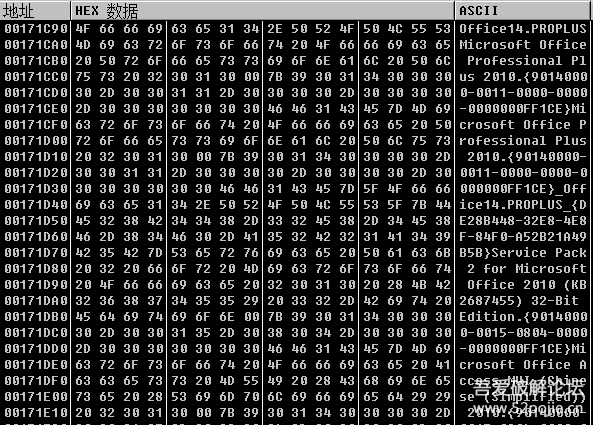 地址 HEX 数据 ASCII
00171C90 4F 66 66 69 63 65 31 34 2E 50 52 4F 50 4C 55 53 Office14.PROPLUS
00171CA0 4D 69 63 72 6F 73 6F 66 74 20 4F 66 66 69 63 65 Microsoft Office
00171CB0 20 50 72 6F 66 65 73 73 69 6F 6E 61 6C 20 50 6C Professional Pl
00171CC0 75 73 20 32 30 31 30 00 7B 39 30 31 34 30 30 30 us 2010.{9014000
00171CD0 30 2D 30 30 31 31 2D 30 30 30 30 2D 30 30 30 30 0-0011-0000-0000
00171CE0 2D 30 30 30 30 30 30 30 46 46 31 43 45 7D 4D 69 -0000000FF1CE}Mi
00171CF0 63 72 6F 73 6F 66 74 20 4F 66 66 69 63 65 20 50 crosoft Office P
00171D00 72 6F 66 65 73 73 69 6F 6E 61 6C 20 50 6C 75 73 rofessional Plus
00171D10 20 32 30 31 30 00 7B 39 30 31 34 30 30 30 30 2D 2010.{90140000-
00171D20 30 30 31 31 2D 30 30 30 30 2D 30 30 30 30 2D 30 0011-0000-0000-0
00171D30 30 30 30 30 30 30 46 46 31 43 45 7D 5F 4F 66 66 000000FF1CE}_Off
00171D40 69 63 65 31 34 2E 50 52 4F 50 4C 55 53 5F 7B 44 ice14.PROPLUS_{D
00171D50 45 32 38 42 34 34 38 2D 33 32 45 38 2D 34 45 38 E28B448-32E8-4E8
00171D60 46 2D 38 34 46 30 2D 41 35 32 42 32 31 41 34 39 F-84F0-A52B21A49
00171D70 42 35 42 7D 53 65 72 76 69 63 65 20 50 61 63 6B B5B}Service Pack
00171D80 20 32 20 66 6F 72 20 4D 69 63 72 6F 73 6F 66 74 2 for Microsoft
00171D90 20 4F 66 66 69 63 65 20 32 30 31 30 20 28 4B 42 Office 2010 (KB
00171DA0 32 36 38 37 34 35 35 29 20 33 32 2D 42 69 74 20 2687455) 32-Bit
00171DB0 45 64 69 74 69 6F 6E 00 7B 39 30 31 34 30 30 30 Edition.{9014000
00171DC0 30 2D 30 30 31 35 2D 30 38 30 34 2D 30 30 30 30 0-0015-0804-0000
00171DD0 2D 30 30 30 30 30 30 30 46 46 31 43 45 7D 4D 69 -0000000FF1CE}Mi
00171DE0 63 72 6F 73 6F 66 74 20 4F 66 66 69 63 65 20 41 crosoft Office A
00171DF0 63 63 65 73 73 20 4D 55 49 20 28 43 68 69 6E 65 ccess MUI (Chine
00171E00 73 65 20 28 53 69 6D 70 6C 69 66 69 65 64 29 29 se (Simplified))
00171E10 20 32 30 31 30 00 7B 39 30 31 34 30 30 30 30 2D 2010.{90140000-
吾爱破解论坛
www.52pojie.cn